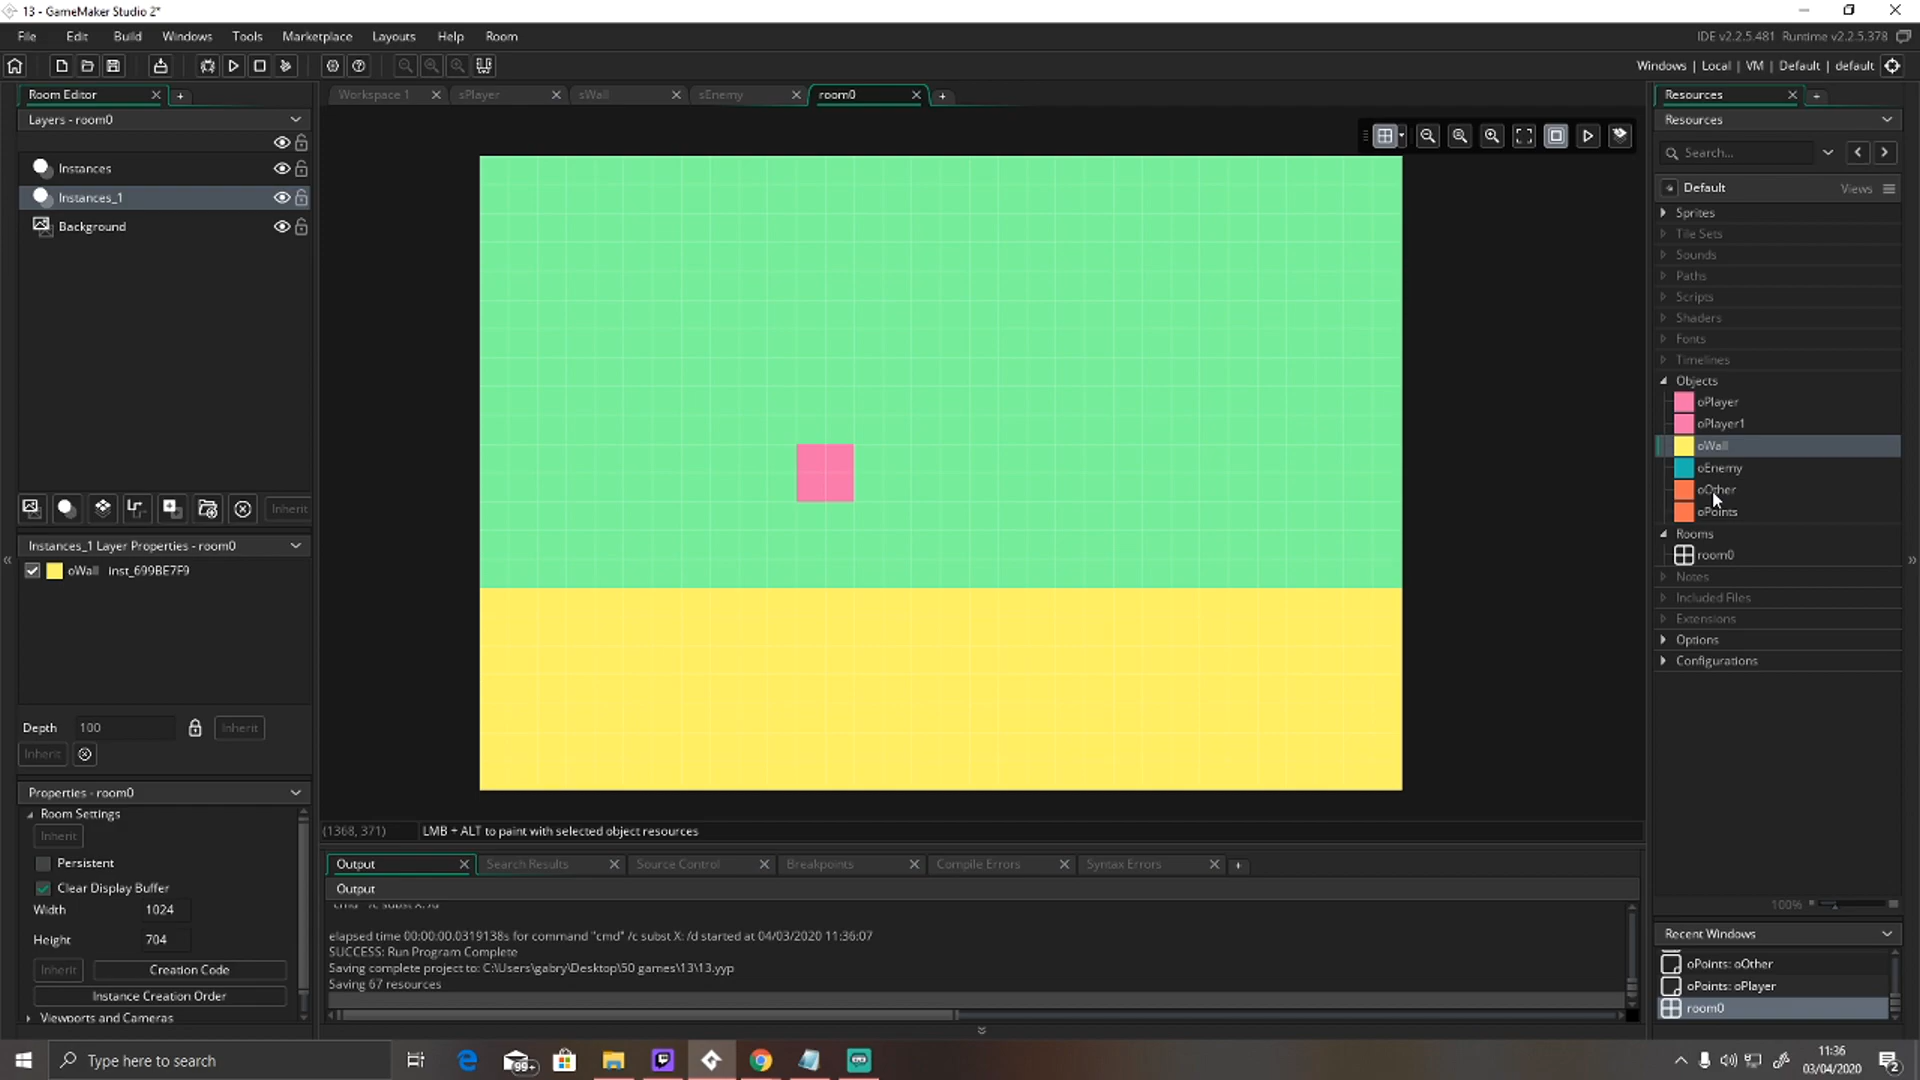 13 - GameMaker Studio 2*
File Edit Build Windows Tools Marketplace Layouts Help Room
IDE v2.2.5.481 Runtime v2.2.5.378
Windows | Local | VM | Default | default
Room Editor
Workspace 1 sPlayer sWall sEnemy room0
Resources
Layers - room0
Resources
Search...
Instances
Instances_1
Background
Default Views
Sprites
Tile Sets
Sounds
Paths
Scripts
Shaders
Fonts
Timelines
Objects
oPlayer
oPlayer1
oWall
oEnemy
oOther
oPoints
Rooms
room0
Notes
Included Files
Extensions
Options
Configurations
Inherit
Instances_1 Layer Properties - room0
oWall inst_699BE7F9
Depth 100 Inherit
Inherit
Properties - room0
Room Settings
Inherit
Persistent
Clear Display Buffer
Width 1024
Height 704
Inherit Creation Code
Instance Creation Order
Viewports and Cameras
(1368, 371) LMB + ALT to paint with selected object resources
Output Search Results Source Control Breakpoints Compile Errors Syntax Errors
Output
elapsed time 00:00:00.0319138s for command "cmd" /c subst X: /d started at 04/03/2020 11:36:07
SUCCESS: Run Program Complete
Saving complete project to: C:\Users\gabry\Desktop\50 games\13\13.yyp
Saving 67 resources
100%
Recent Windows
oPoints: oOther
oPoints: oPlayer
room0
Type here to search
99+
11:36
03/04/2020
2